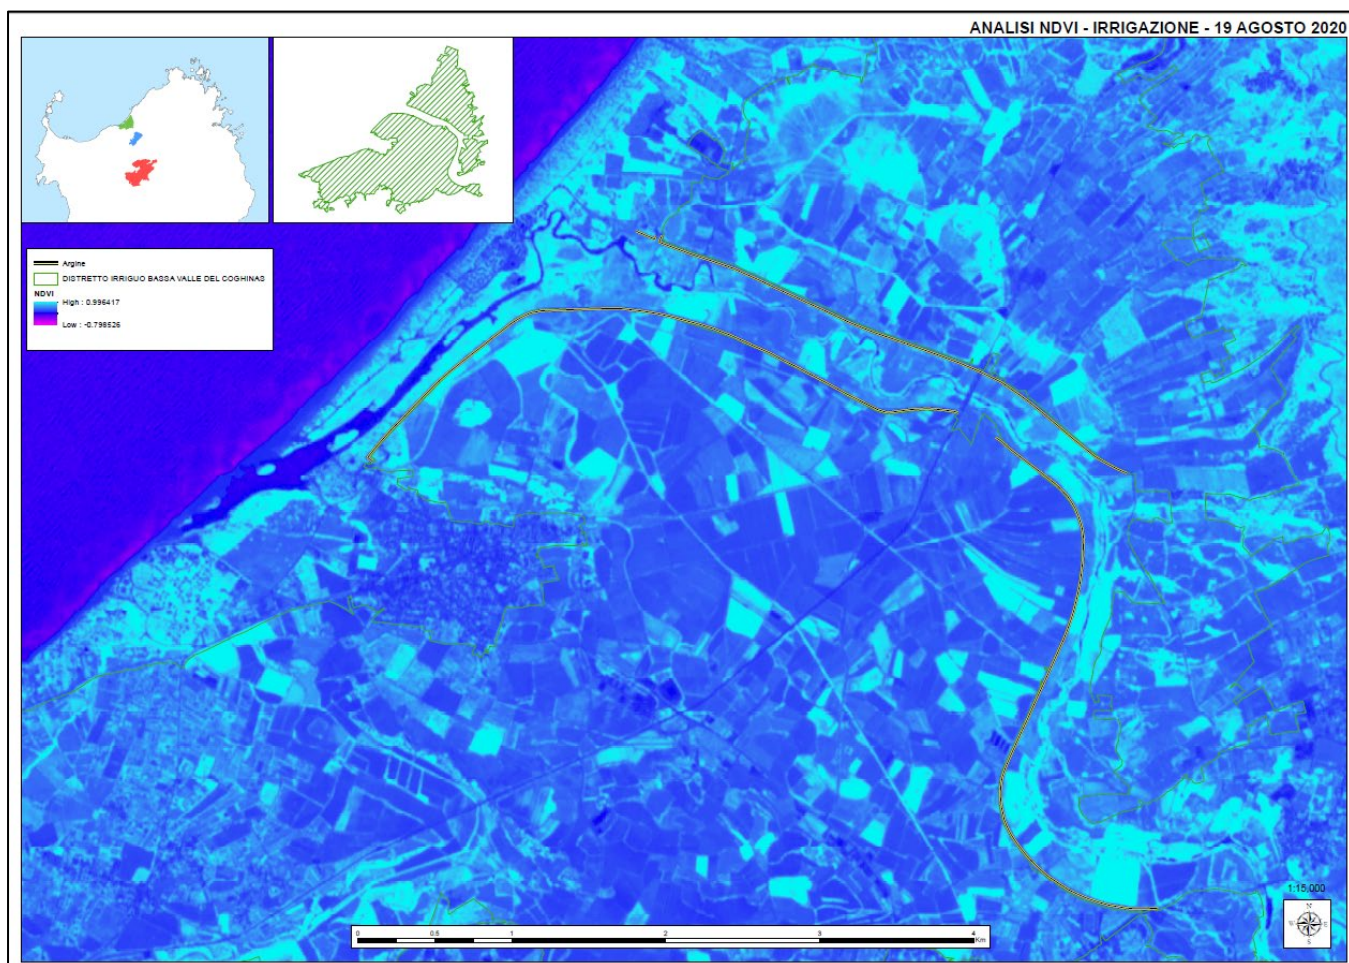 ANALISI NDVI - IRRIGAZIONE - 19 AGOSTO 2020
Argine
DISTRETTO IRRIGUO BASSA VALLE DEL COGHINAS
NDVI
High : 0.996417
Low : -0.798526
1:15,000
N
W E
S
0 0.5 1 2 3 4
Km